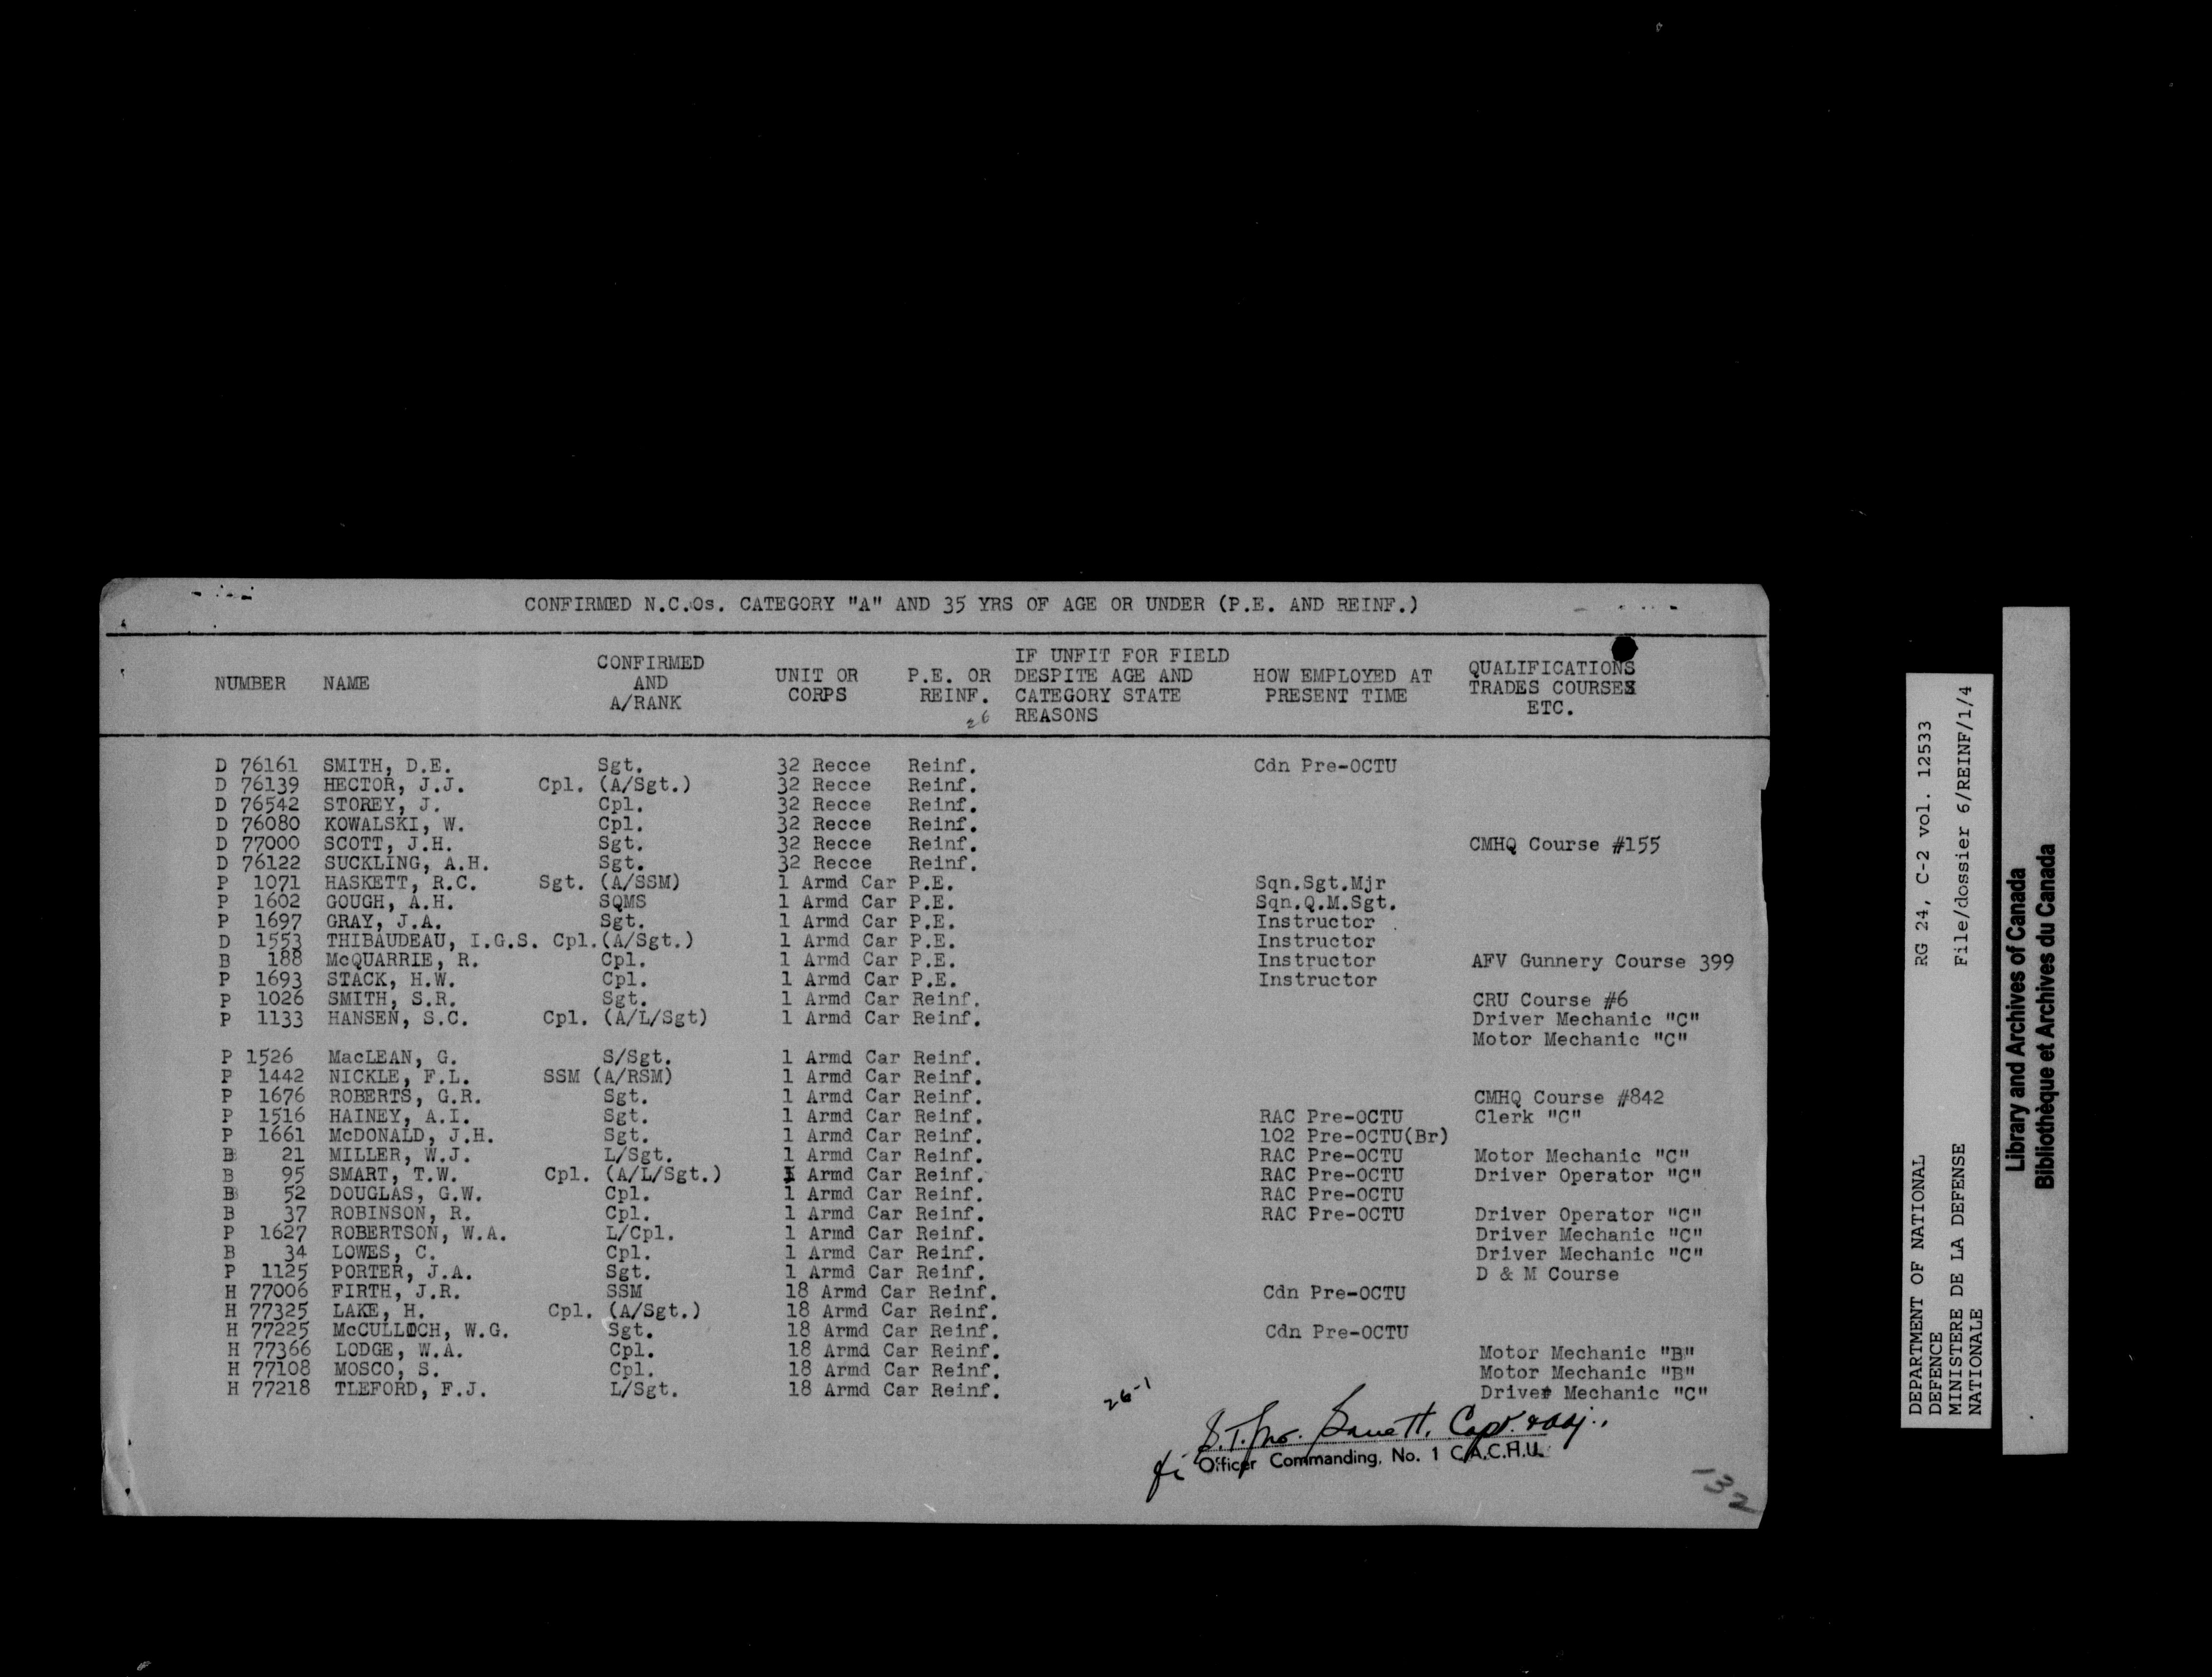 CONFIRMED N.C.Os. CATEGORY "A" AND 35 YRS OF AGE OR UNDER (P.E. AND REINF.)
NUMBER NAME CONFIRMED AND A/RANK UNIT OR CORPS P.E. OR REINF. IF UNFIT FOR FIELD DESPITE AGE AND CATEGORY STATE REASONS HOW EMPLOYED AT PRESENT TIME QUALIFICATIONS TRADES COURSES ETC.
26
D 76161 SMITH, D.E. Sgt. 32 Recce Reinf. Cdn Pre-OCTU
D 76139 HECTOR, J.J. Cpl. (A/Sgt.) 32 Recce Reinf.
D 76542 STOREY, J. Cpl. 32 Recce Reinf.
D 76080 KOWALSKI, W. Cpl. 32 Recce Reinf.
D 77000 SCOTT, J.H. Sgt. 32 Recce Reinf. CMHQ Course #155
D 76122 SUCKLING, A.H. Sgt. 32 Recce Reinf.
P 1071 HASKETT, R.C. Sgt. (A/SSM) 1 Armd Car P.E. Sqn.Sgt.Mjr
P 1602 GOUGH, A.H. SQMS 1 Armd Car P.E. Sqn.Q.M.Sgt.
P 1697 GRAY, J.A. Sgt. 1 Armd Car P.E. Instructor
D 1553 THIBAUDEAU, I.G.S. Cpl.(A/Sgt.) 1 Armd Car P.E. Instructor
B 188 McQUARRIE, R. Cpl. 1 Armd Car P.E. Instructor AFV Gunnery Course 399
P 1693 STACK, H.W. Cpl. 1 Armd Car P.E. Instructor
P 1026 SMITH, S.R. Sgt. 1 Armd Car Reinf. CRU Course #6
P 1133 HANSEN, S.C. Cpl. (A/L/Sgt) 1 Armd Car Reinf. Driver Mechanic "C"
Motor Mechanic "C"
P 1526 MacLEAN, G. S/Sgt. 1 Armd Car Reinf.
P 1442 NICKLE, F.L. SSM (A/RSM) 1 Armd Car Reinf.
P 1676 ROBERTS, G.R. Sgt. 1 Armd Car Reinf. CMHQ Course #842
P 1516 HAINEY, A.I. Sgt. 1 Armd Car Reinf. RAC Pre-OCTU Clerk "C"
P 1661 McDONALD, J.H. Sgt. 1 Armd Car Reinf. 102 Pre-OCTU(Br)
B 21 MILLER, W.J. L/Sgt. 1 Armd Car Reinf. RAC Pre-OCTU Motor Mechanic "C"
B 95 SMART, T.W. Cpl. (A/L/Sgt.) 1 Armd Car Reinf. RAC Pre-OCTU Driver Operator "C"
B 52 DOUGLAS, G.W. Cpl. 1 Armd Car Reinf. RAC Pre-OCTU
B 37 ROBINSON, R. Cpl. 1 Armd Car Reinf. RAC Pre-OCTU Driver Operator "C"
P 1627 ROBERTSON, W.A. L/Cpl. 1 Armd Car Reinf. Driver Mechanic "C"
B 34 LOWES, C. Cpl. 1 Armd Car Reinf. Driver Mechanic "C"
P 1125 PORTER, J.A. Sgt. 1 Armd Car Reinf. D & M Course
H 77006 FIRTH, J.R. SSM 18 Armd Car Reinf. Cdn Pre-OCTU
H 77325 LAKE, H. Cpl. (A/Sgt.) 18 Armd Car Reinf.
H 77225 McCULLOCH, W.G. Sgt. 18 Armd Car Reinf. Cdn Pre-OCTU
H 77366 LODGE, W.A. Cpl. 18 Armd Car Reinf. Motor Mechanic "B"
H 77108 MOSCO, S. Cpl. 18 Armd Car Reinf. Motor Mechanic "B"
H 77218 TLEFORD, F.J. L/Sgt. 18 Armd Car Reinf. Driver Mechanic "C"
26-1
Capt. & Adj.
Officer Commanding, No. 1 C.A.C.H.U.
132
DEPARTMENT OF NATIONAL RG 24, C-2 vol. 12533
DEFENCE
MINISTERE DE LA DEFENSE File/dossier 6/REINF/1/4
NATIONALE
Library and Archives of Canada
Bibliothèque et Archives du Canada